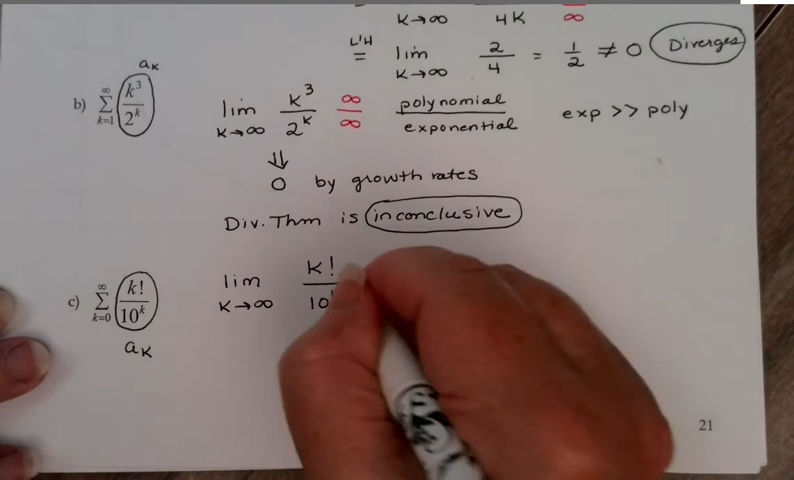 K→∞ 4K ∞
L'H = lim K→∞ 2/4 = 1/2 ≠ 0 Diverges
a_K
b) ∑_{k=1}^{∞} k³/2^k lim K→∞ K³/2^K ∞/∞ polynomial/exponential exp >> poly
⇓
0 by growth rates
Div. Thm is inconclusive
c) ∑_{k=0}^{∞} k!/10^k lim K→∞ K!/10
a_K
21